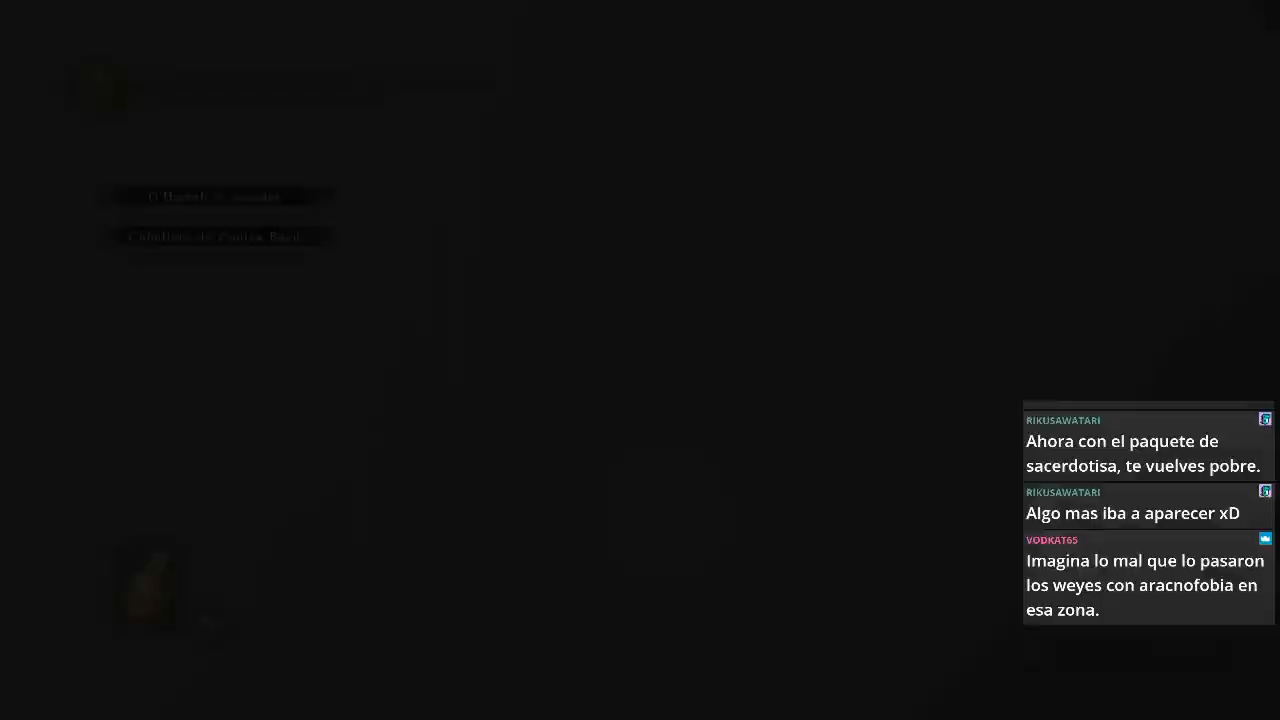 RIKUSAWATARI
Ahora con el paquete de
sacerdotisa, te vuelves pobre.
RIKUSAWATARI
Algo mas iba a aparecer xD
VODKAT65
Imagina lo mal que lo pasaron
los weyes con aracnofobia en
esa zona.